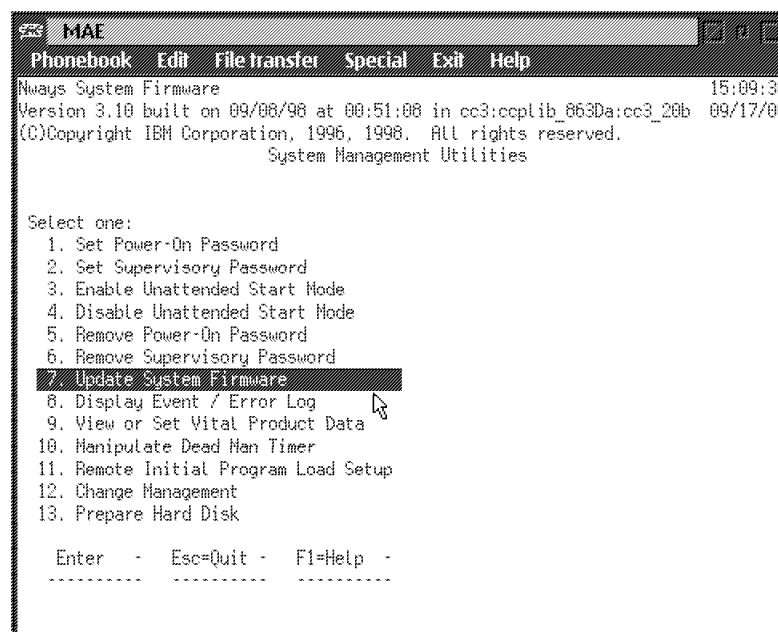 MAE
Phonebook Edit File transfer Special Exit Help
Nways System Firmware 15:09:3
Version 3.10 built on 09/08/98 at 00:51:08 in cc3:ccplib_863Da:cc3_20b 09/17/0
(C)Copyright IBM Corporation, 1996, 1998. All rights reserved.
System Management Utilities
Select one:
1. Set Power-On Password
2. Set Supervisory Password
3. Enable Unattended Start Mode
4. Disable Unattended Start Mode
5. Remove Power-On Password
6. Remove Supervisory Password
7. Update System Firmware
8. Display Event / Error Log
9. View or Set Vital Product Data
10. Manipulate Dead Man Timer
11. Remote Initial Program Load Setup
12. Change Management
13. Prepare Hard Disk
Enter - Esc=Quit - F1=Help -
---------- ---------- ----------